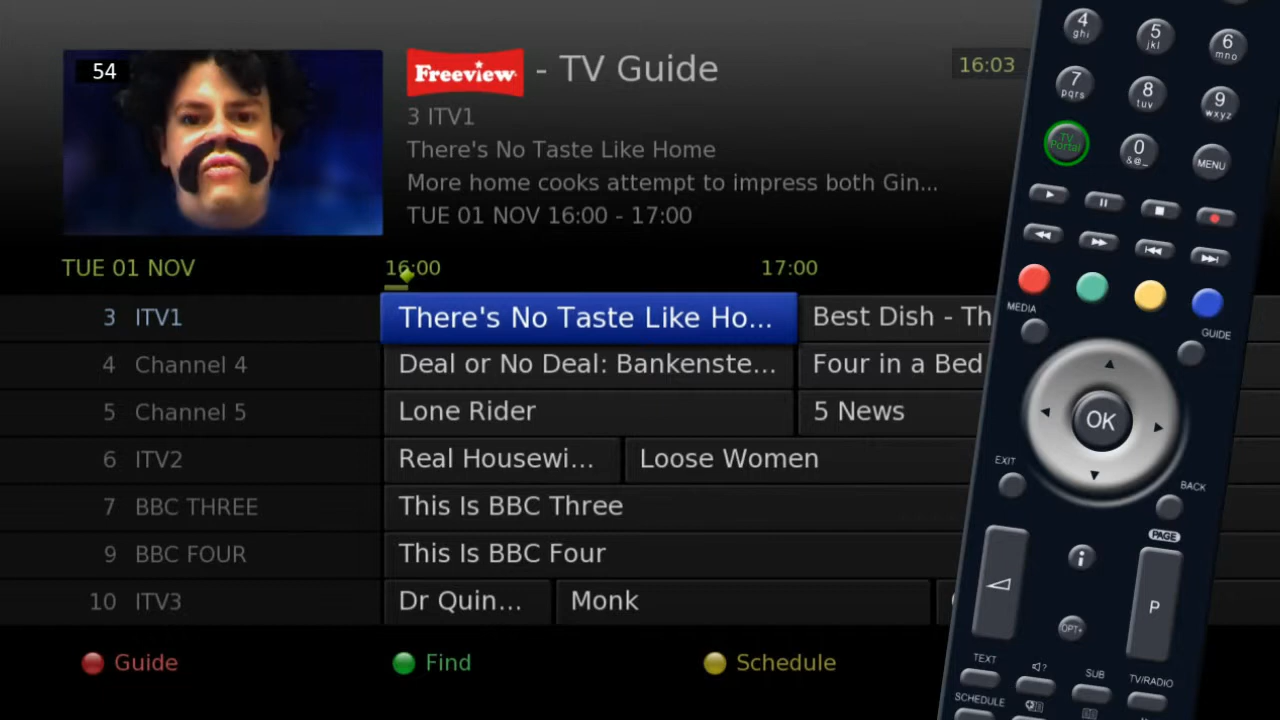 54
Freeview - TV Guide
16:03
3 ITV1
There's No Taste Like Home
More home cooks attempt to impress both Gin...
TUE 01 NOV 16:00 - 17:00
TUE 01 NOV 16:00 17:00
3 ITV1 There's No Taste Like Ho... Best Dish - Th
4 Channel 4 Deal or No Deal: Bankenste... Four in a Bed
5 Channel 5 Lone Rider 5 News
6 ITV2 Real Housewi... Loose Women
7 BBC THREE This Is BBC Three
9 BBC FOUR This Is BBC Four
10 ITV3 Dr Quin... Monk
Guide Find Schedule
4 ghi 5 jkl 6 mno
7 pqrs 8 tuv 9 wxyz
TV Portal 0 &@_ MENU
MEDIA GUIDE
OK
EXIT BACK
PAGE
i
P
OPT+
TEXT ? SUB TV/RADIO
SCHEDULE